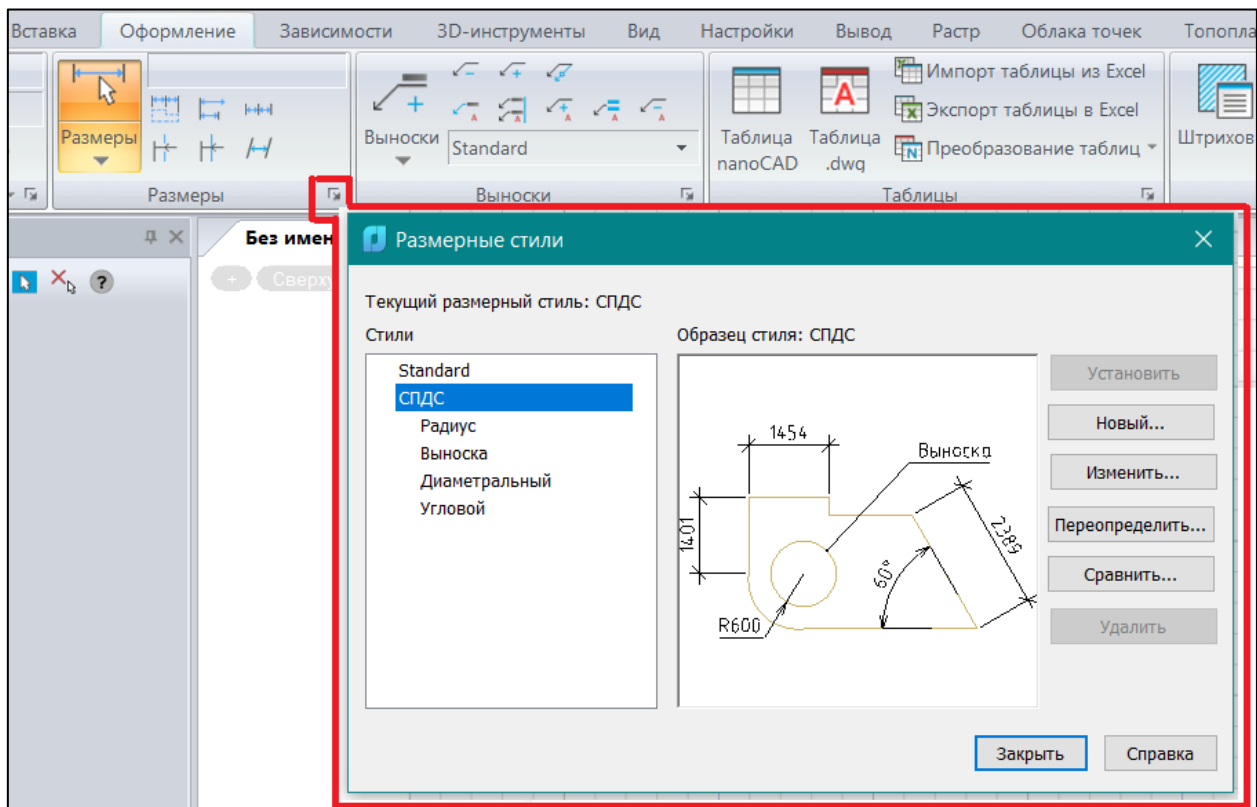 Вставка Оформление Зависимости 3D-инструменты Вид Настройки Вывод Растр Облака точек Топопла
Размеры
Выноски
Standard
Таблица nanoCAD
Таблица .dwg
Импорт таблицы из Excel
Экспорт таблицы в Excel
Преобразование таблиц
Штрихов
Размеры Выноски Таблицы
Без имен
Сверху
Размерные стили
Текущий размерный стиль: СПДС
Стили
Образец стиля: СПДС
Standard
СПДС
Радиус
Выноска
Диаметральный
Угловой
1454
Выноска
1401
2389
60°
R600
Установить
Новый...
Изменить...
Переопределить...
Сравнить...
Удалить
Закрыть Справка